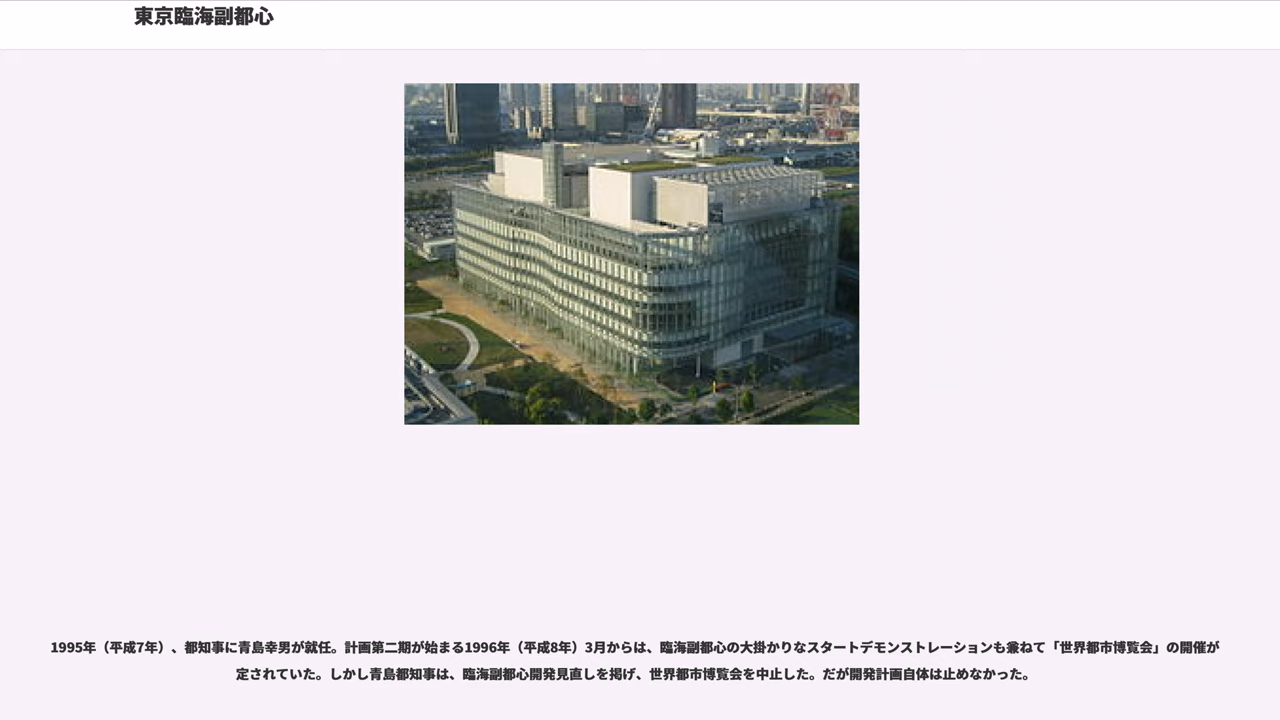 東京臨海副都心
1995年（平成7年）、都知事に青島幸男が就任。計画第二期が始まる1996年（平成8年）3月からは、臨海副都心の大掛かりなスタートデモンストレーションも兼ねて「世界都市博覧会」の開催が
定されていた。しかし青島都知事は、臨海副都心開発見直しを掲げ、世界都市博覧会を中止した。だが開発計画自体は止めなかった。